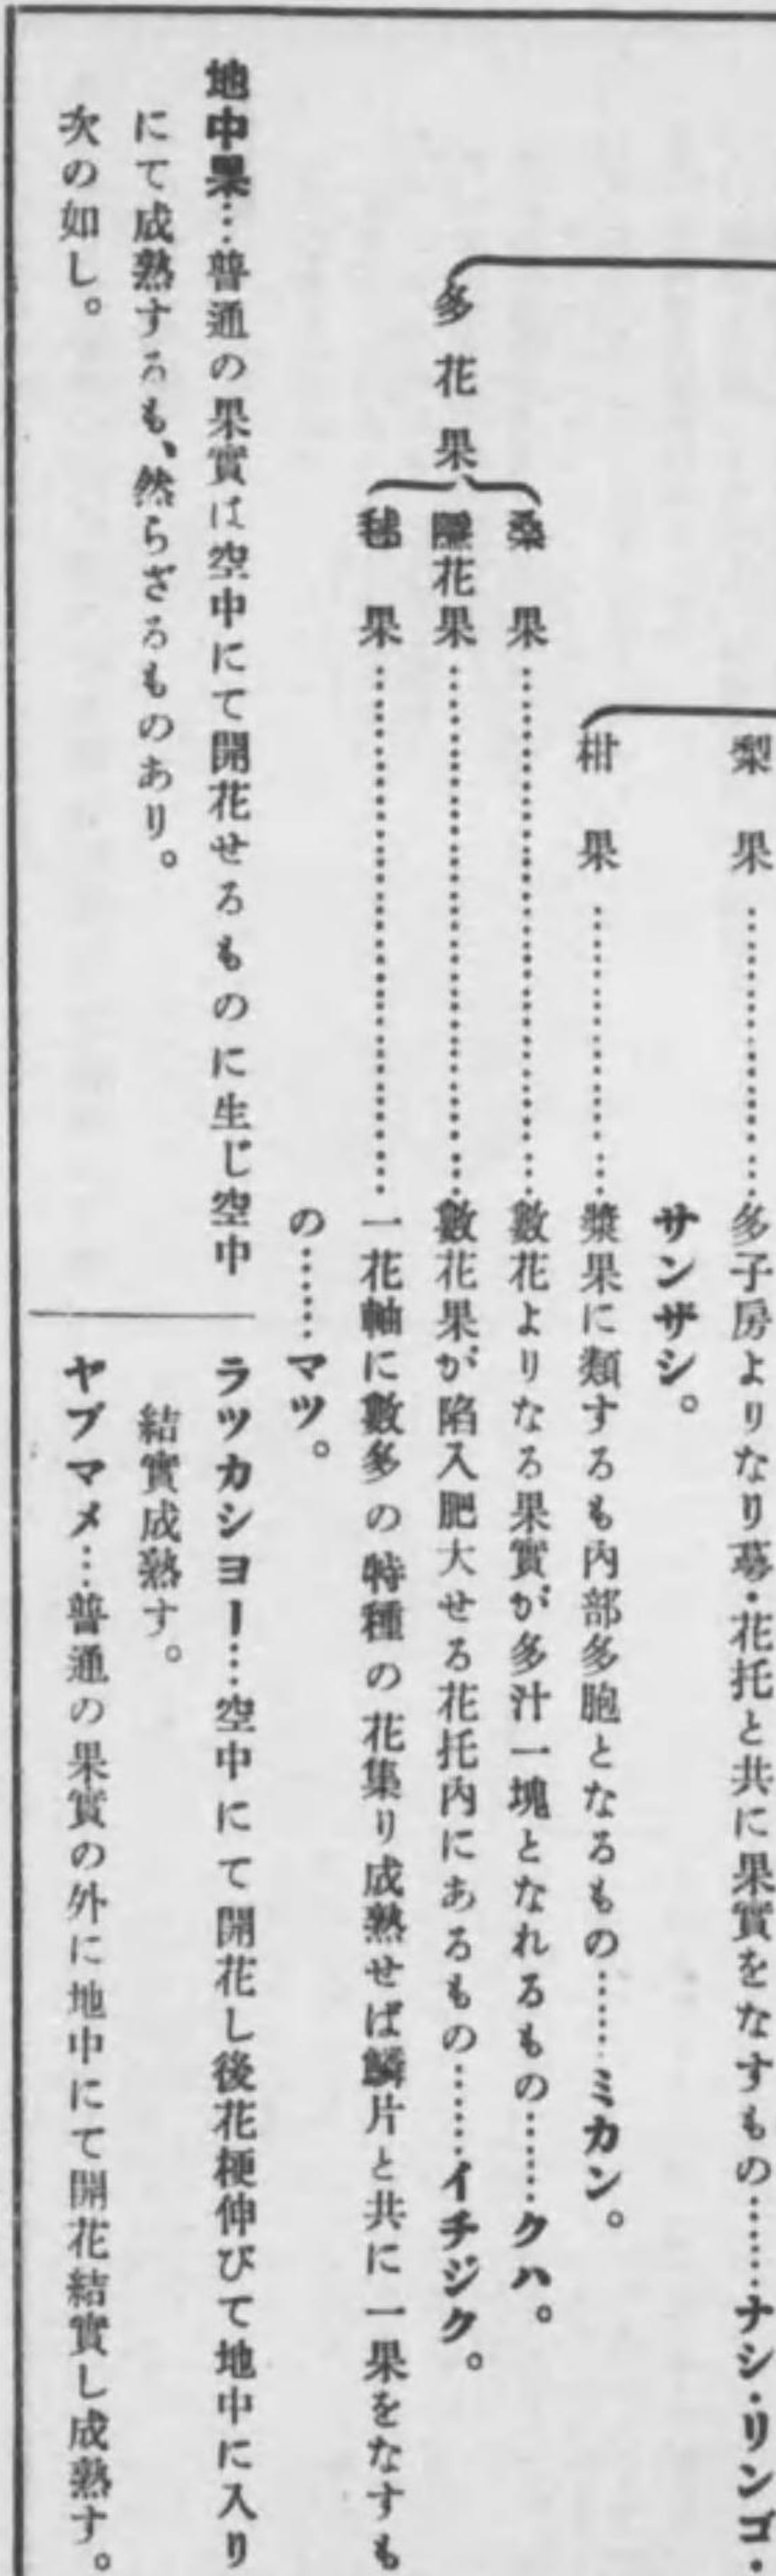 梨果…………多子房よりなり萼・花托と共に果實をなすもの……ナシ・リンゴ・
サンザシ。
柑果…………漿果に類するも內部多胞となるもの……ミカン。
多花果
桑果…………數花よりなる果實が多汁一塊となれるもの……クハ。
隱花果…………數花果が陷入肥大せる花托內にあるもの……イチジク。
毬果…………一花軸に數多の特種の花集り成熟せば鱗片と共に一果をなすも
の……マツ。
地中果…普通の果實は空中にて開花せるものに生じ空中
にて成熟するも、然らざるものあり。
次の如し。
ラツカシヨー…空中にて開花し後花梗伸びて地中に入り
結實成熟す。
ヤブマメ…普通の果實の外に地中にて開花結實し成熟す。